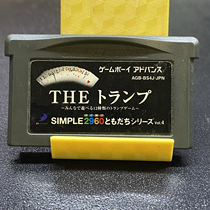 ゲームボーイ アドバンス
AGB-BS4J-JPN
THE トランプ
～みんなで遊べる12種類のトランプゲーム～
SIMPLE2960ともだちシリーズ Vol.4